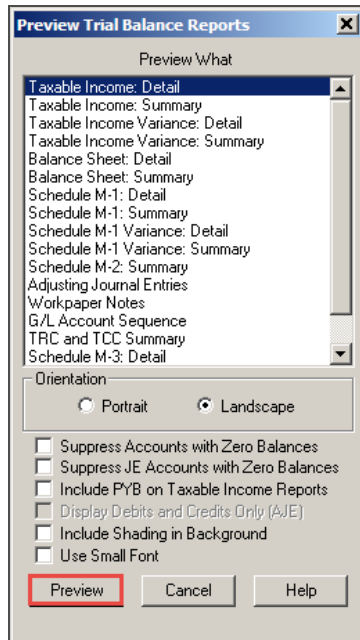 Preview Trial Balance Reports
Preview What
Taxable Income: Detail
Taxable Income: Summary
Taxable Income Variance: Detail
Taxable Income Variance: Summary
Balance Sheet: Detail
Balance Sheet: Summary
Schedule M-1: Detail
Schedule M-1: Summary
Schedule M-1 Variance: Detail
Schedule M-1 Variance: Summary
Schedule M-2: Summary
Adjusting Journal Entries
Workpaper Notes
G/L Account Sequence
TRC and TCC Summary
Schedule M-3: Detail
Orientation
Portrait Landscape
Suppress Accounts with Zero Balances
Suppress JE Accounts with Zero Balances
Include PYB on Taxable Income Reports
Display Debits and Credits Only (AJE)
Include Shading in Background
Use Small Font
Preview Cancel Help